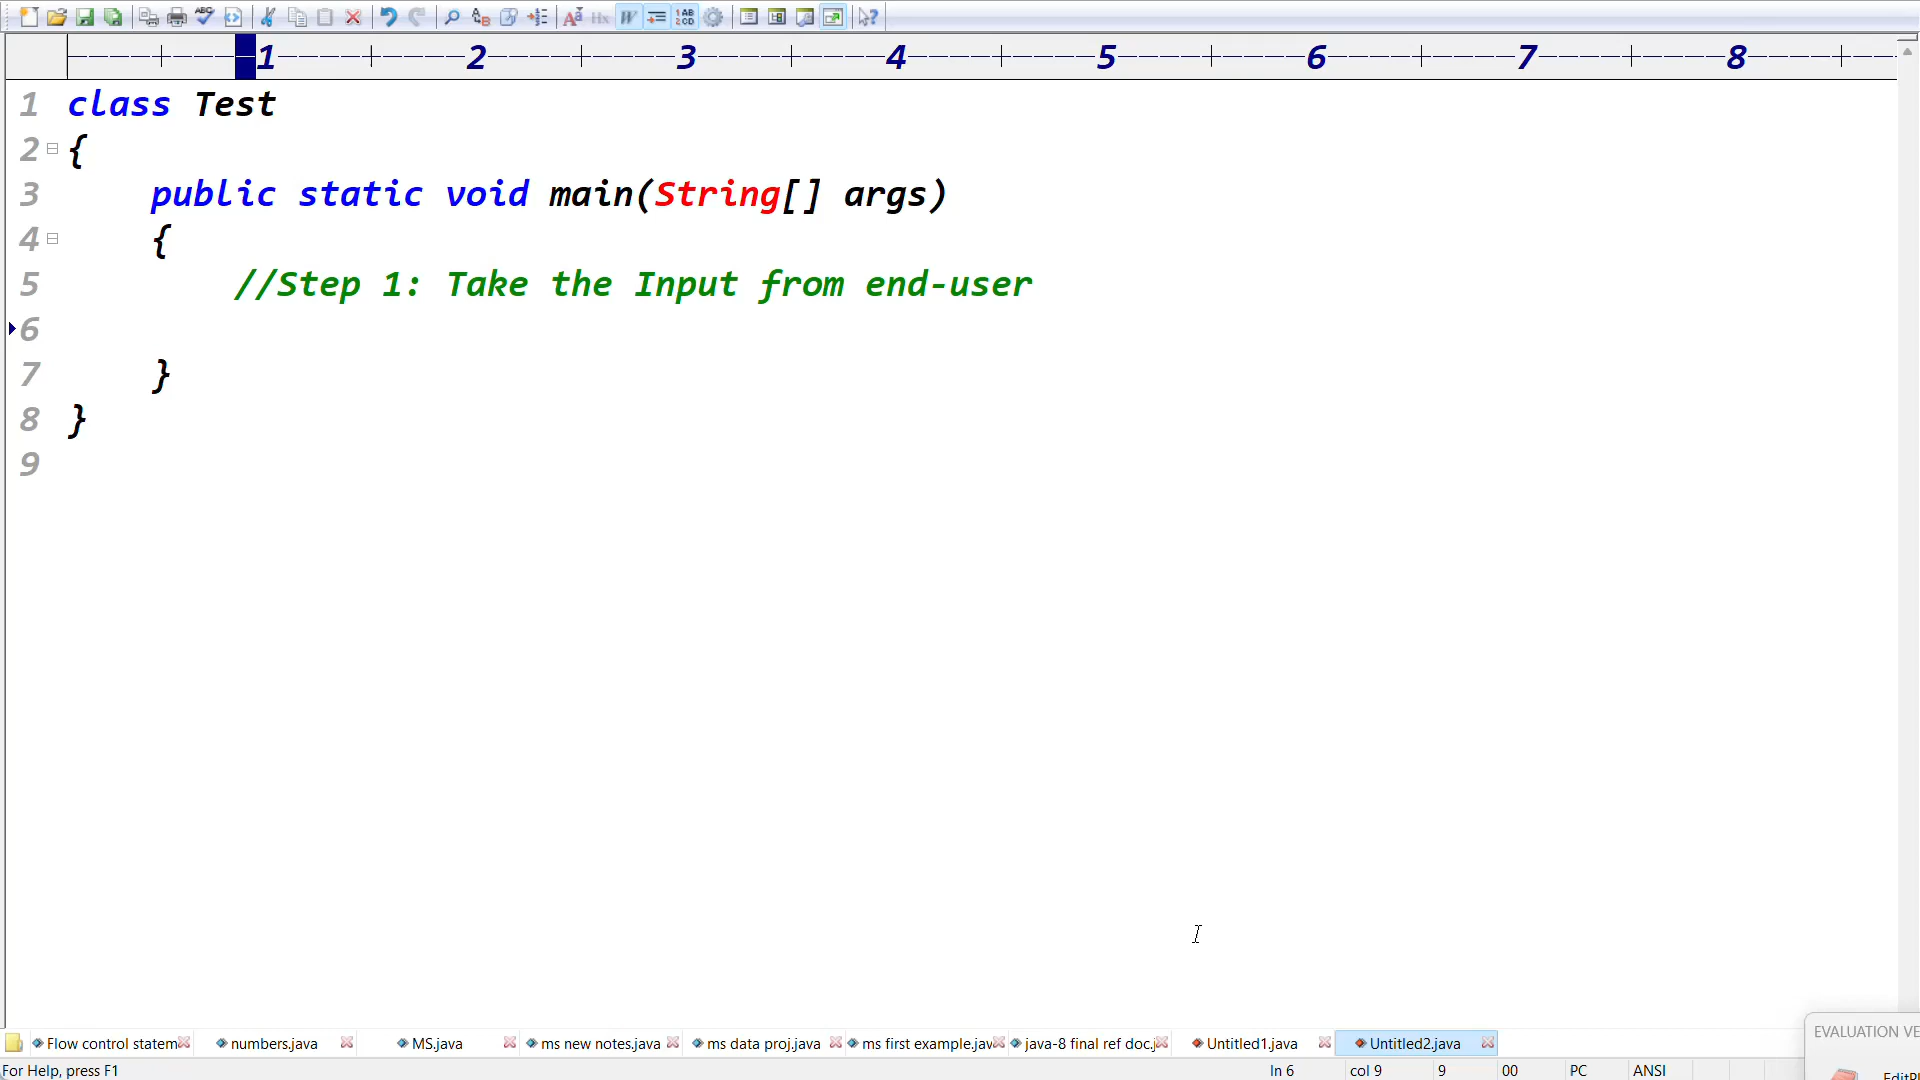 1 2 3 4 5 6 7 8
1 class Test
2 {
3 public static void main(String[] args)
4 {
5 //Step 1: Take the Input from end-user
6
7 }
8 }
9
Flow control statem numbers.java MS.java ms new notes.java ms data proj.java ms first example.jav java-8 final ref doc.j Untitled1.java Untitled2.java
EVALUATION VE
For Help, press F1 ln 6 col 9 9 00 PC ANSI
EditPl